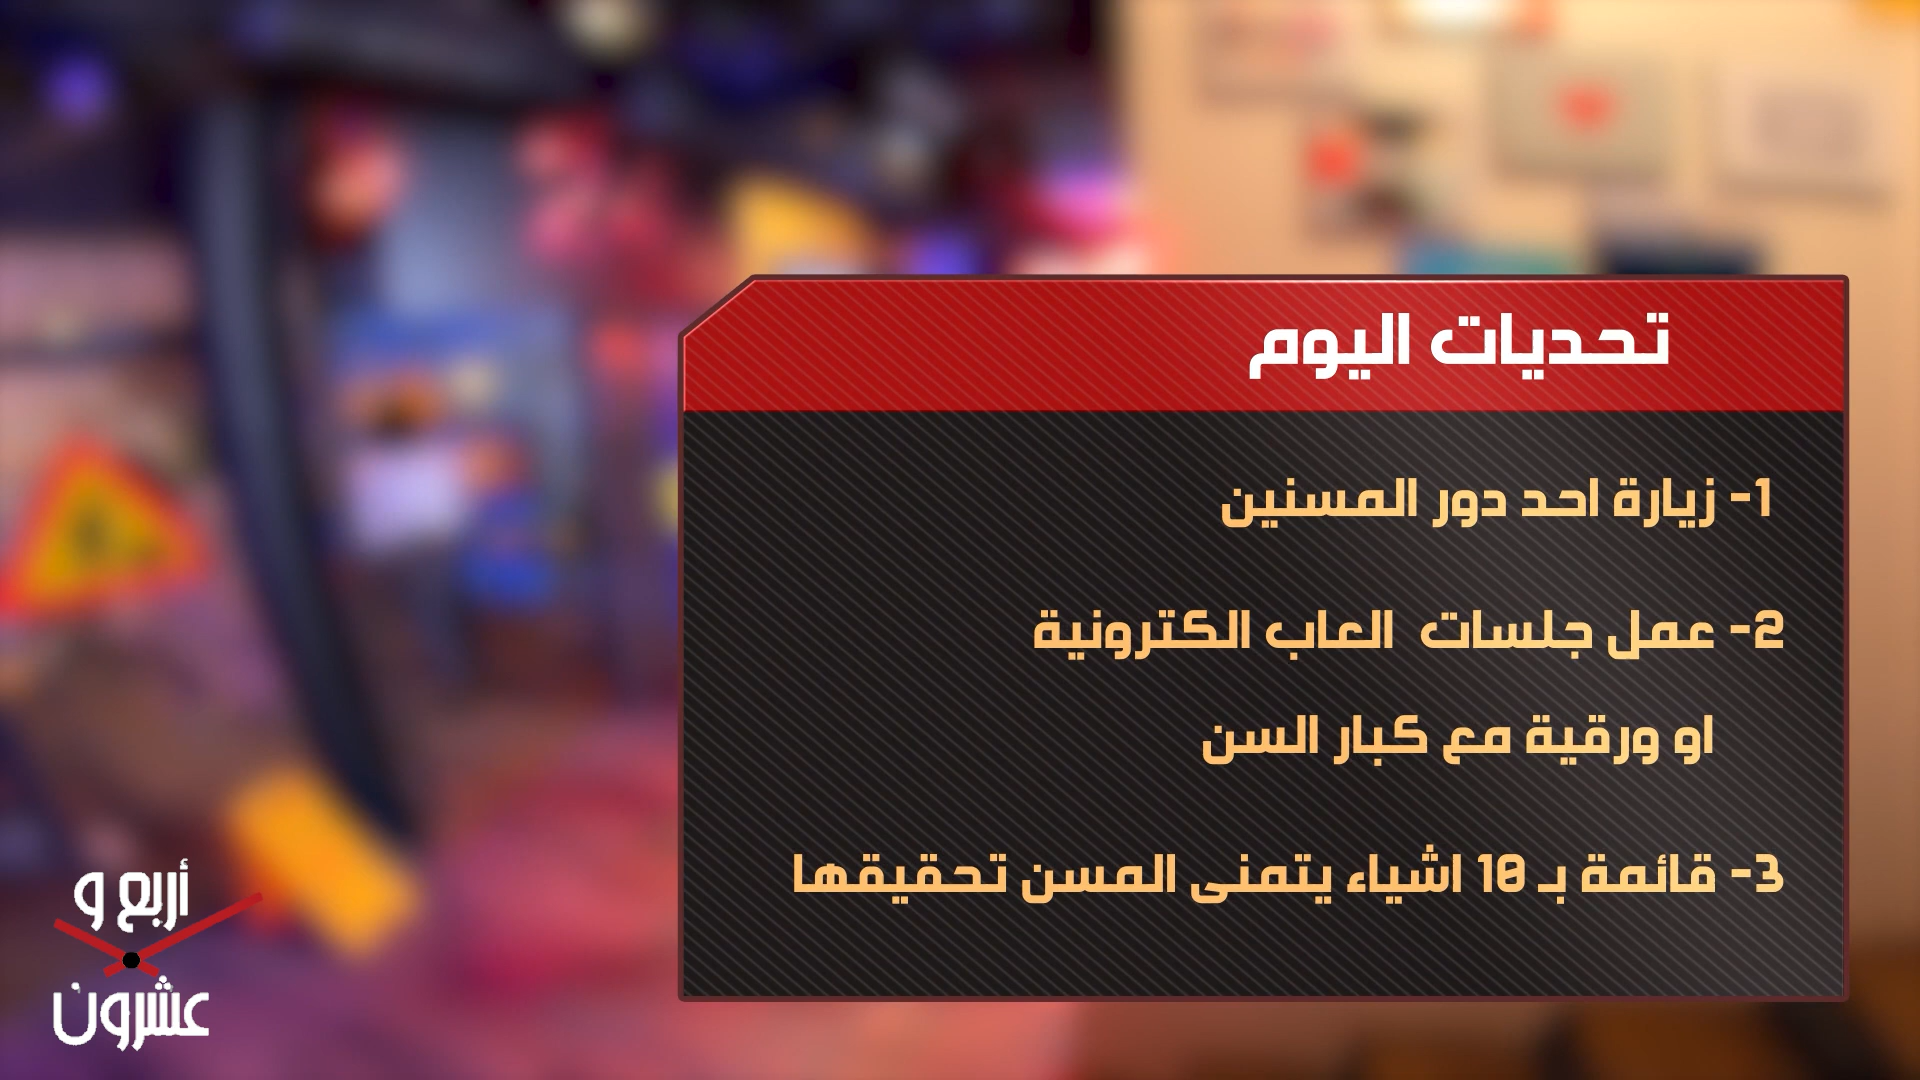 تحديات اليوم
1- زيارة احد دور المسنين
2- عمل جلسات العاب الكترونية
او ورقية مع كبار السن
3- قائمة بـ 10 اشياء يتمنى المسن تحقيقها
أربع و
عشرون